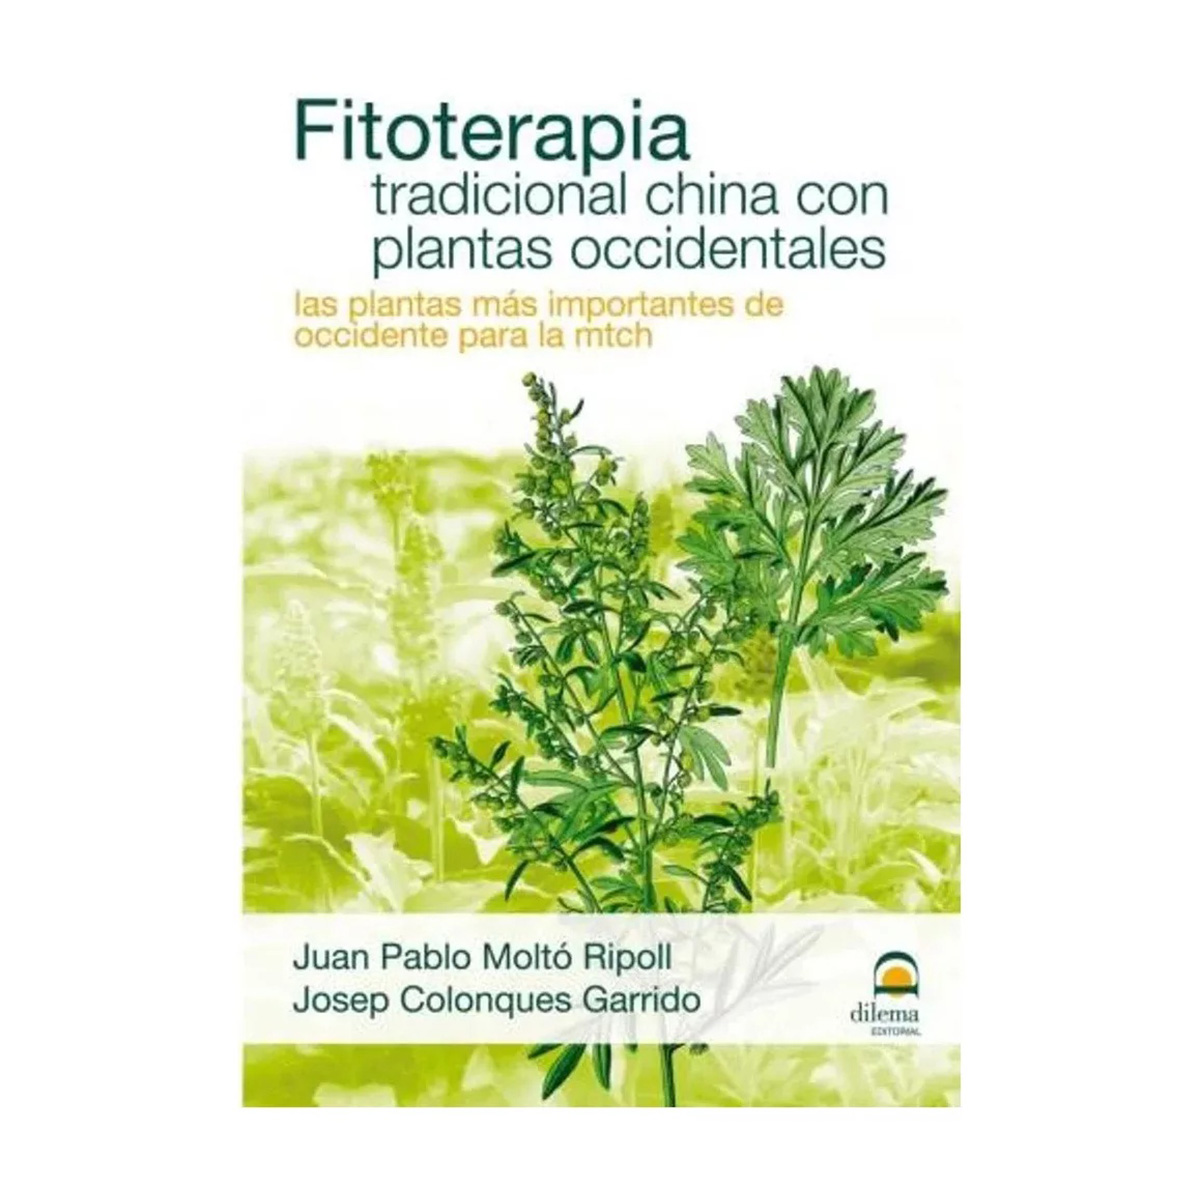 Fitoterapia
tradicional china con
plantas occidentales
las plantas más importantes de
occidente para la mtch
Juan Pablo Moltó Ripoll
Josep Colonques Garrido
dilema
EDITORIAL